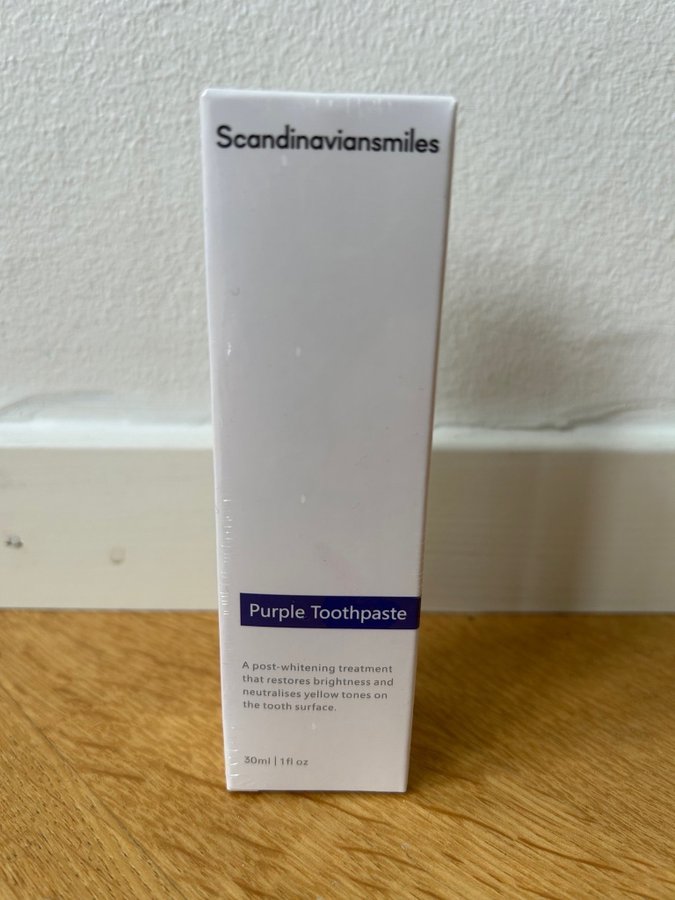 Scandinaviansmiles
Purple Toothpaste
A post-whitening treatment
that restores brightness and
neutralises yellow tones on
the tooth surface.
30ml | 1fl oz